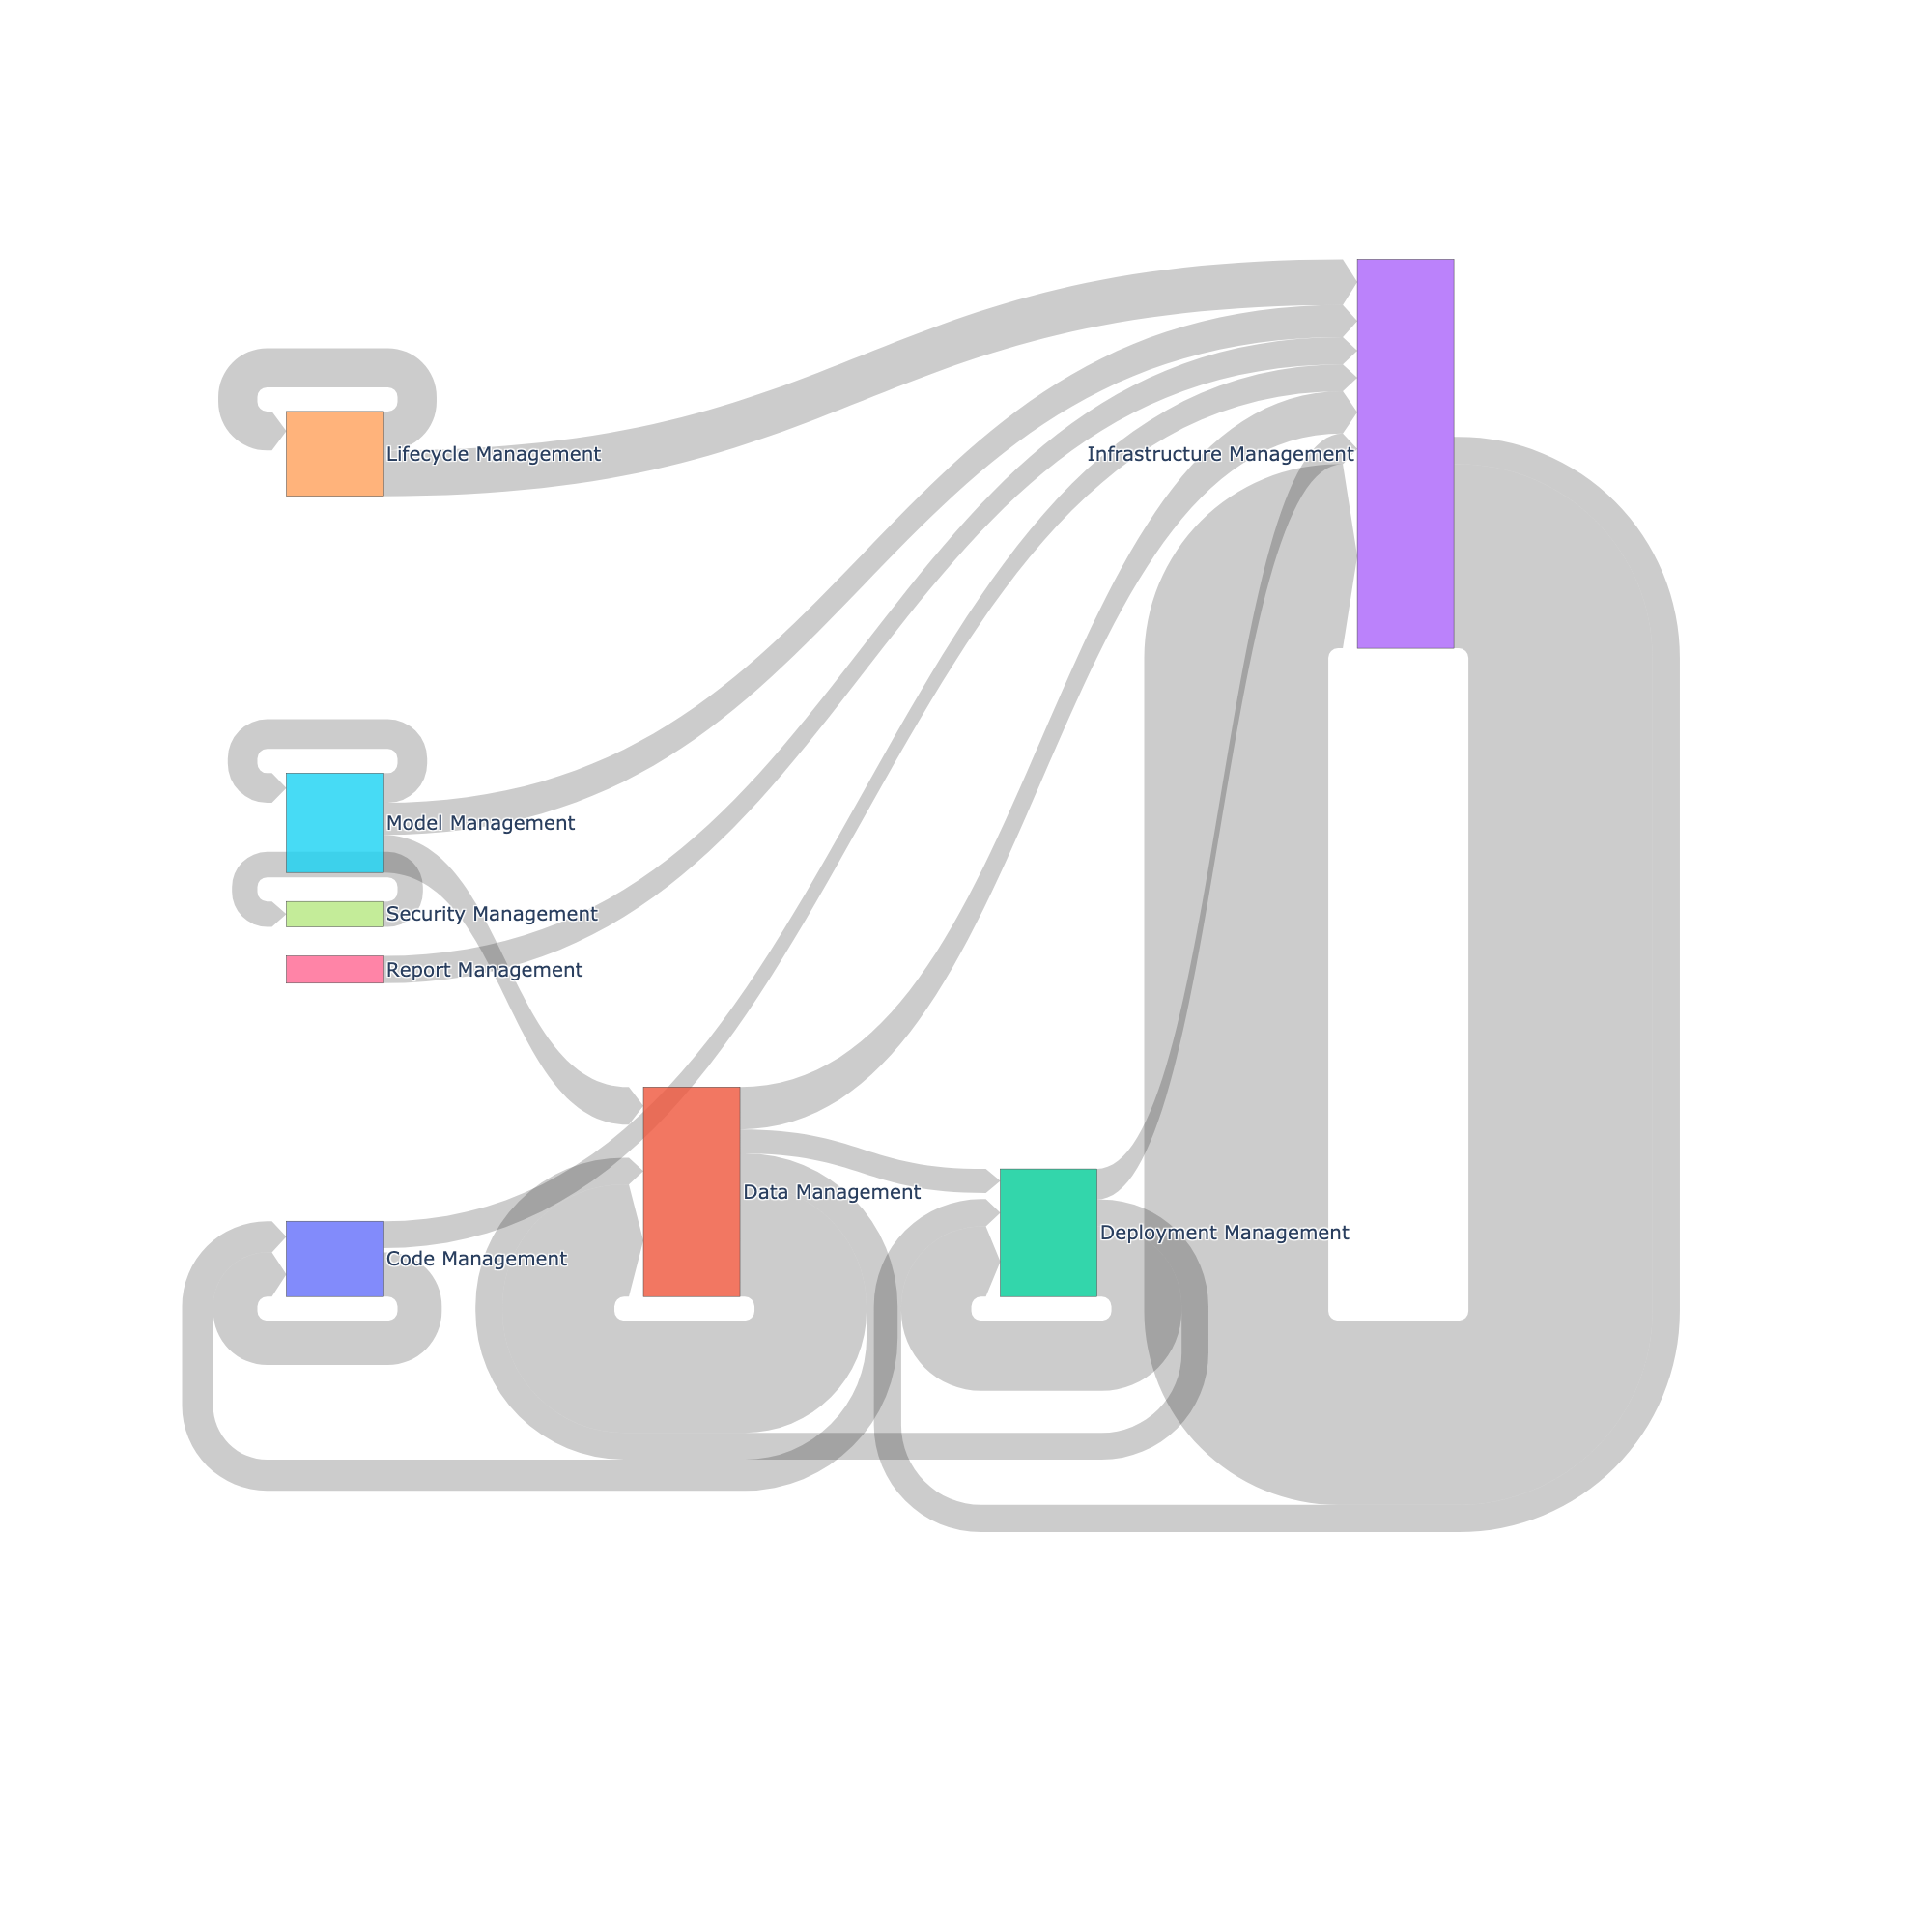 Lifecycle Management
Infrastructure Management
Model Management
Security Management
Report Management
Data Management
Deployment Management
Code Management